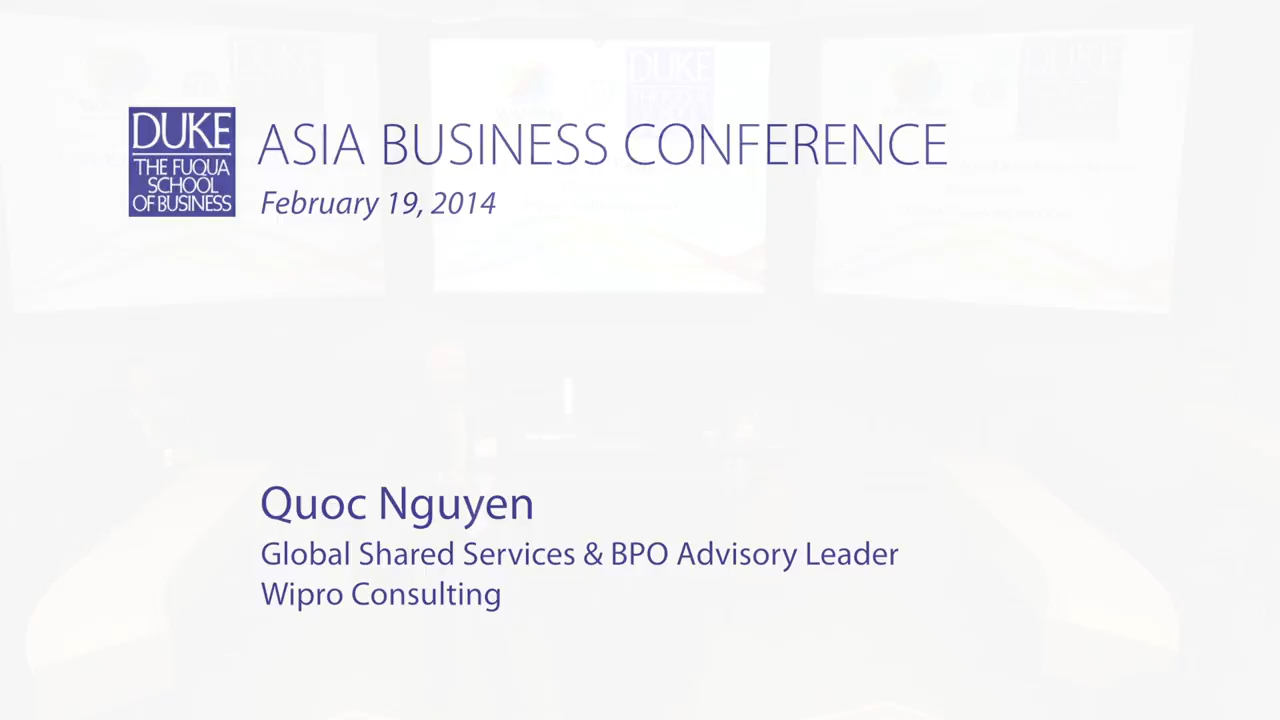 DUKE
THE FUQUA
SCHOOL
OF BUSINESS
ASIA BUSINESS CONFERENCE
February 19, 2014
DUKE
Quoc Nguyen
Global Shared Services & BPO Advisory Leader
Wipro Consulting